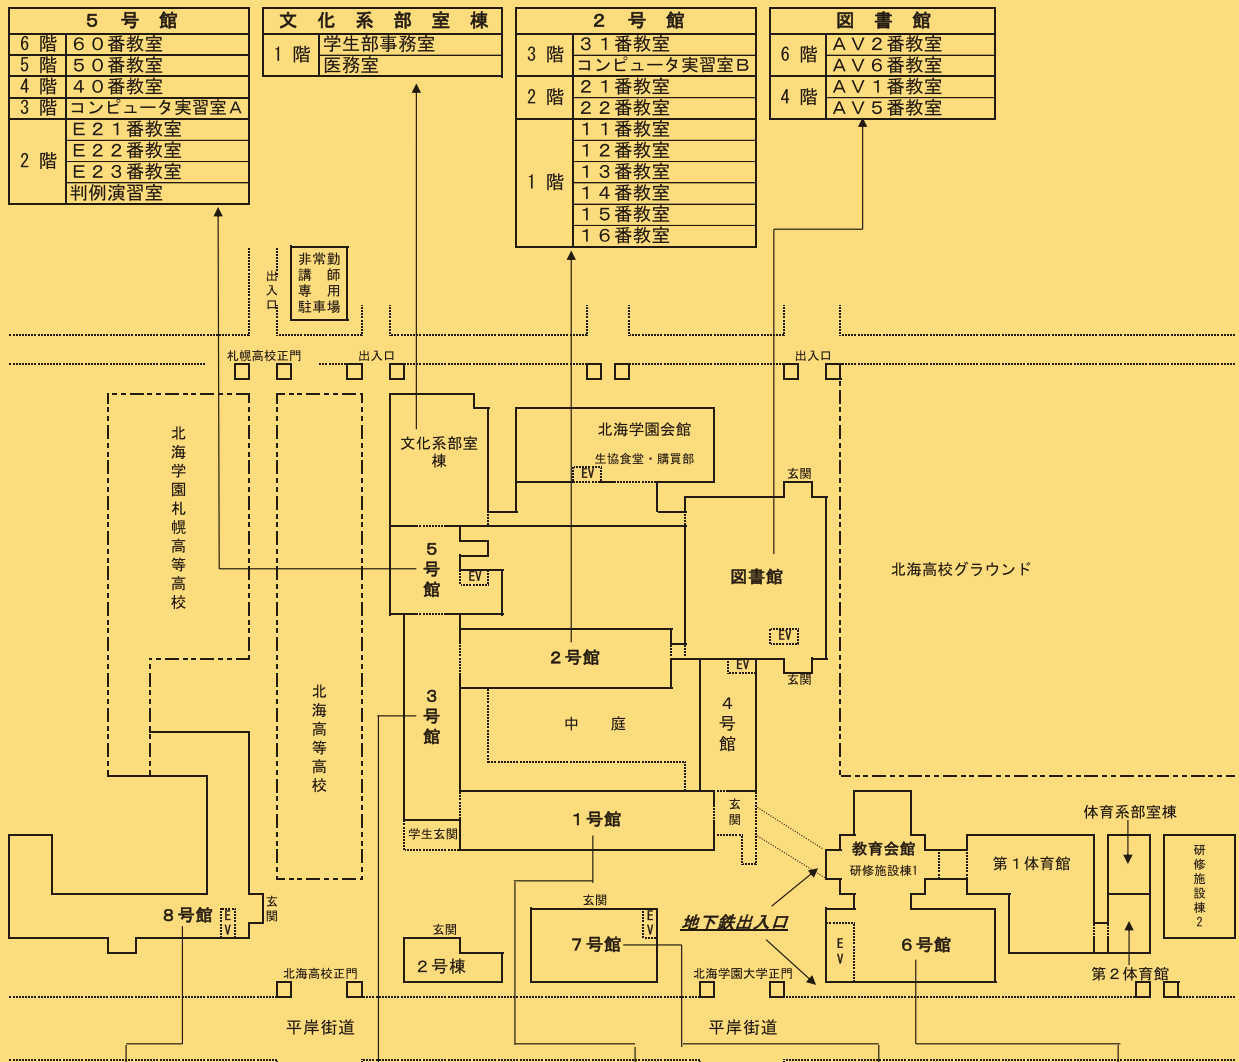 ５号館
６階
６０番教室
５階
５０番教室
４階
４０番教室
３階
コンピュータ実習室Ａ
２階
Ｅ２１番教室
Ｅ２２番教室
Ｅ２３番教室
判例演習室
文化系部室棟
１階
学生部事務室
医務室
２号館
３階
３１番教室
コンピュータ実習室Ｂ
２階
２１番教室
２２番教室
１階
１１番教室
１２番教室
１３番教室
１４番教室
１５番教室
１６番教室
図書館
６階
ＡＶ２番教室
ＡＶ６番教室
４階
ＡＶ１番教室
ＡＶ５番教室
出入口
非常勤
講師
専用
駐車場
札幌高校正門
出入口
出入口
北海学園札幌高等高校
文化系部室
棟
北海学園会館
生協食堂・購買部
EV
玄関
５号館
EV
図書館
北海高校グラウンド
EV
２号館
EV
玄関
３号館
４号館
中庭
北海高等高校
１号館
玄関
学生玄関
体育系部室棟
教育会館
研修施設棟1
第１体育館
研修施設棟２
玄関
８号館
EV
玄関
EV
地下鉄出入口
玄関
７号館
２号棟
EV
６号館
第２体育館
北海高校正門
北海学園大学正門
平岸街道
平岸街道